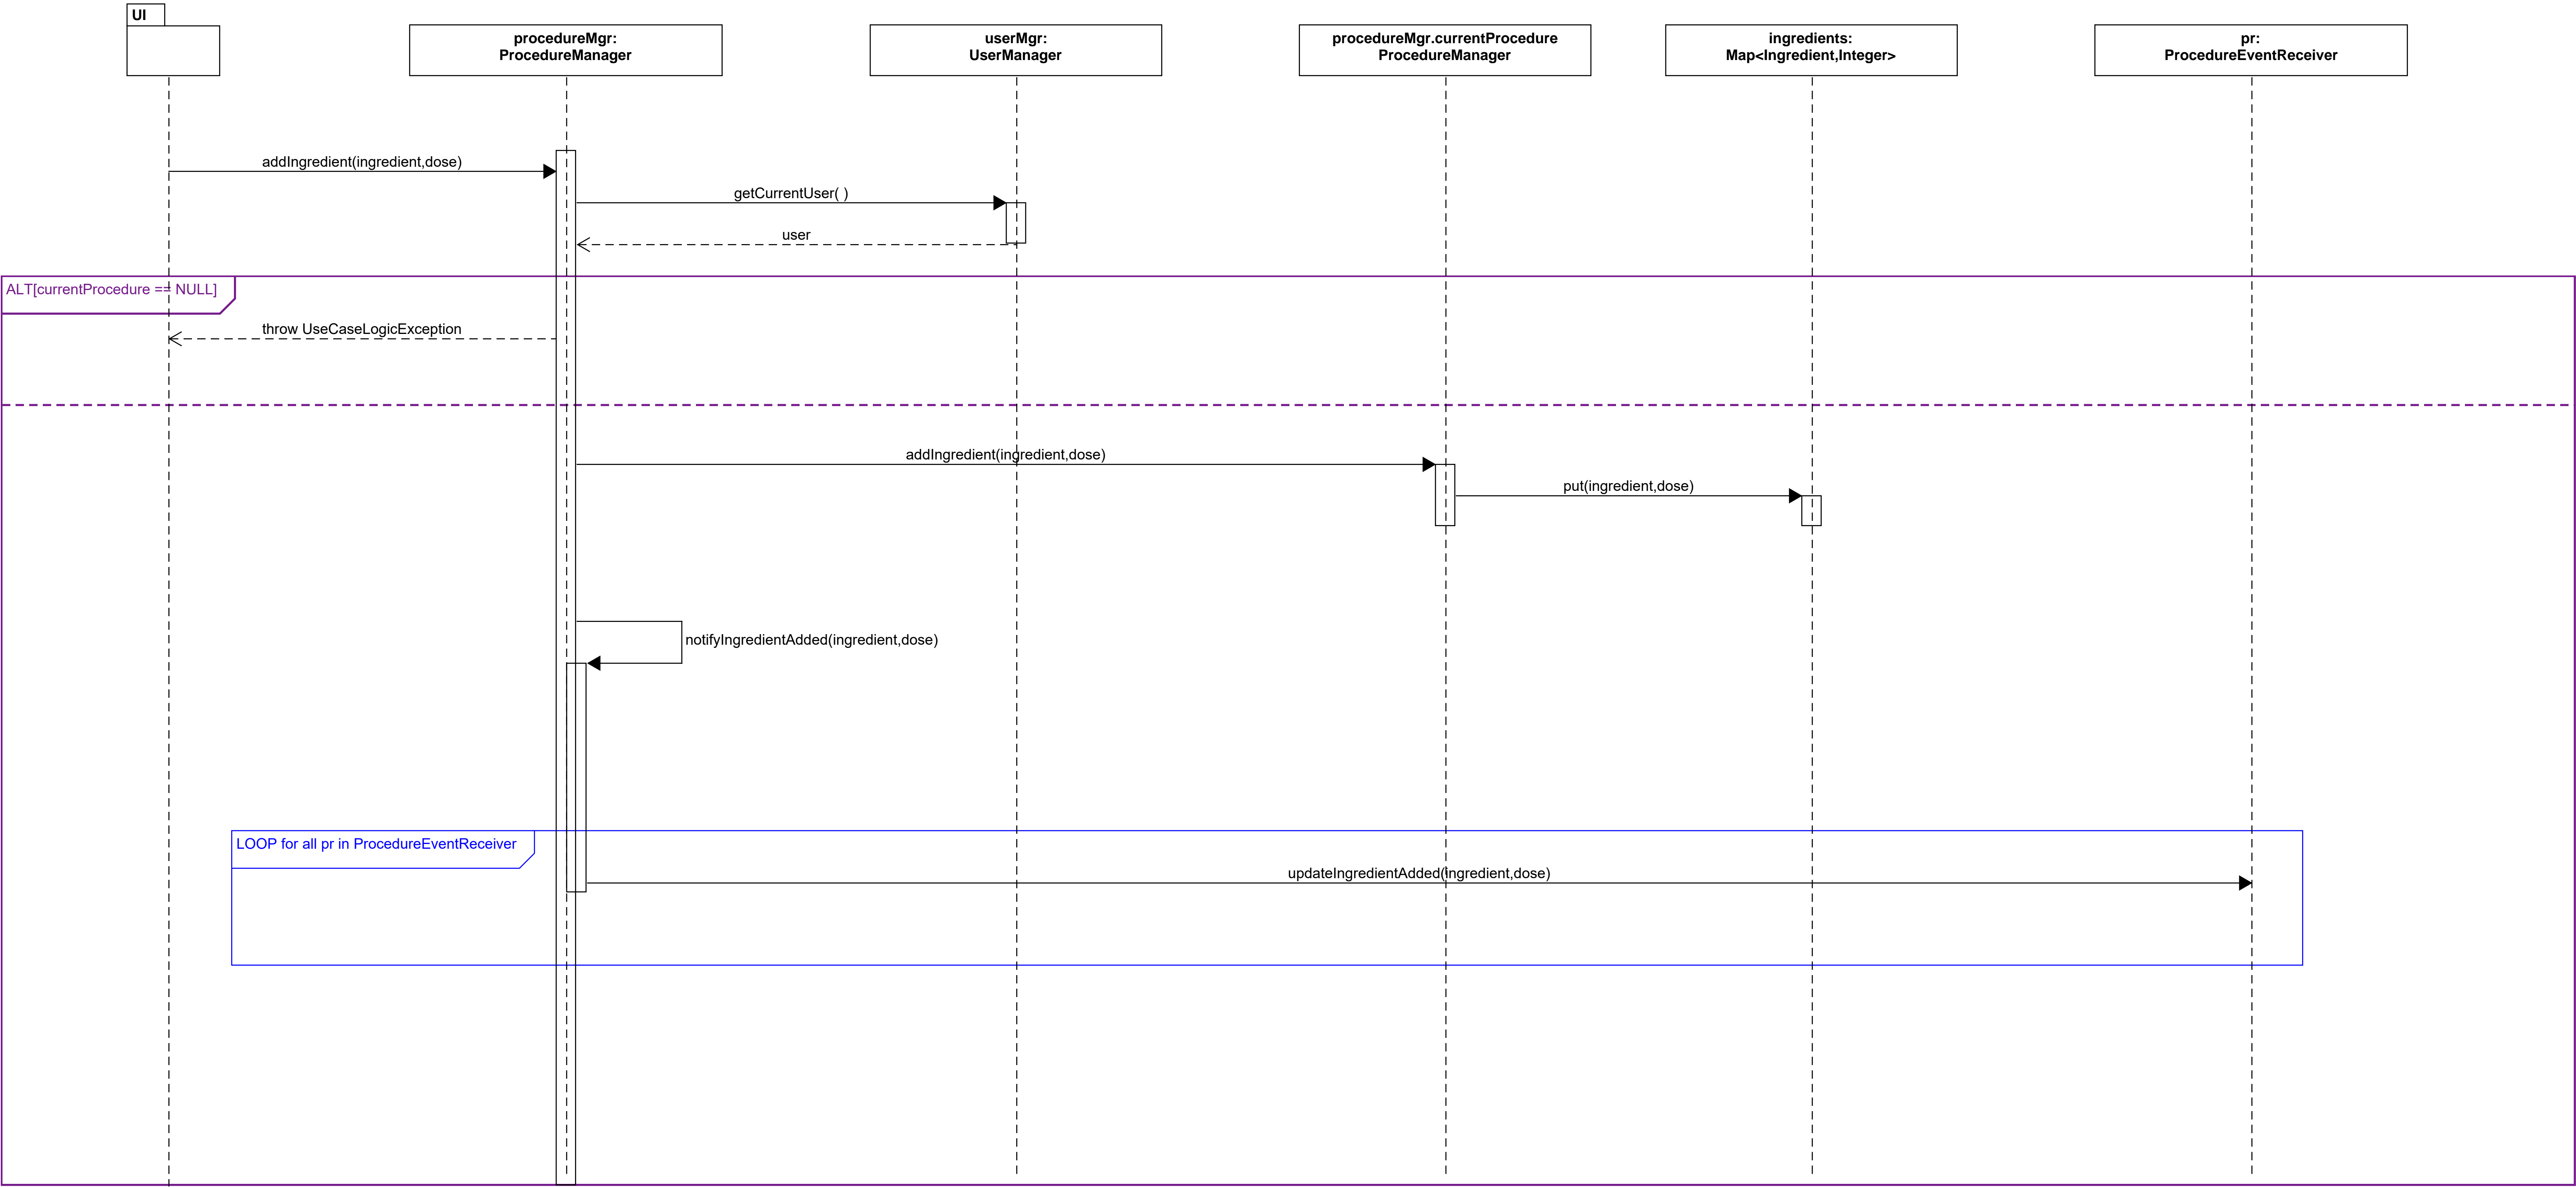 UI
procedureMgr:
ProcedureManager
userMgr:
UserManager
procedureMgr.currentProcedure
ProcedureManager
ingredients:
Map<Ingredient,Integer>
pr:
ProcedureEventReceiver
addIngredient(ingredient,dose)
getCurrentUser( )
user
ALT[currentProcedure == NULL]
throw UseCaseLogicException
addIngredient(ingredient,dose)
put(ingredient,dose)
notifyIngredientAdded(ingredient,dose)
LOOP for all pr in ProcedureEventReceiver
updateIngredientAdded(ingredient,dose)